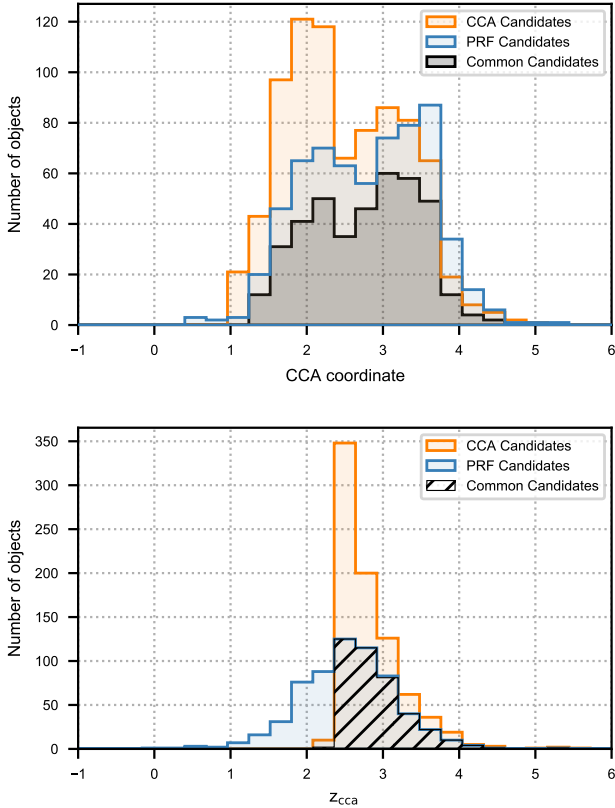 120
100
80
60
40
20
0
Number of objects
CCA Candidates
PRF Candidates
Common Candidates
−1 0 1 2 3 4 5 6
CCA coordinate
350
300
250
200
150
100
50
0
Number of objects
CCA Candidates
PRF Candidates
Common Candidates
−1 0 1 2 3 4 5 6
z_cca